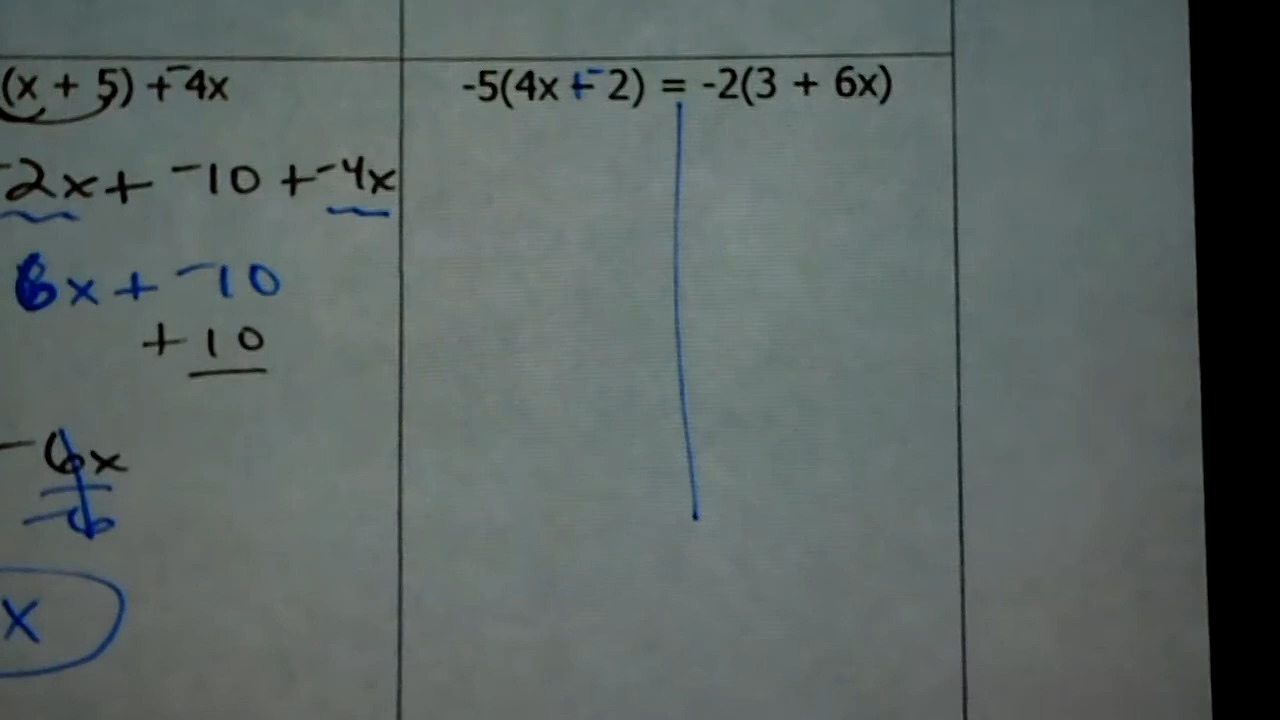 (x + 5) + ⁻4x
⁻2x + ⁻10 + ⁻4x
6x + ⁻10
+ 10
⁻6x
⁻6
x
-5(4x + ⁻2) = -2(3 + 6x)